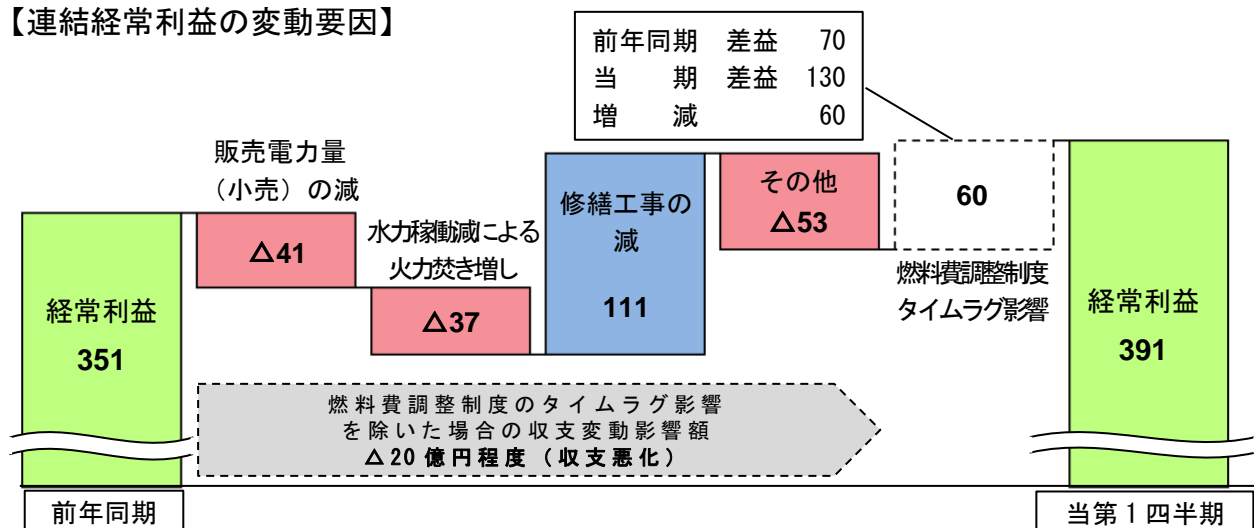 【連結経常利益の変動要因】
前年同期 差益 70
当 期 差益 130
増 減 60
販売電力量
（小売）の減
△41
水力稼働減による
火力焚き増し
△37
修繕工事の
減
111
その他
△53
60
燃料費調整制度
タイムラグ影響
経常利益
351
経常利益
391
燃料費調整制度のタイムラグ影響
を除いた場合の収支変動影響額
△20 億円程度（収支悪化）
前年同期
当第１四半期